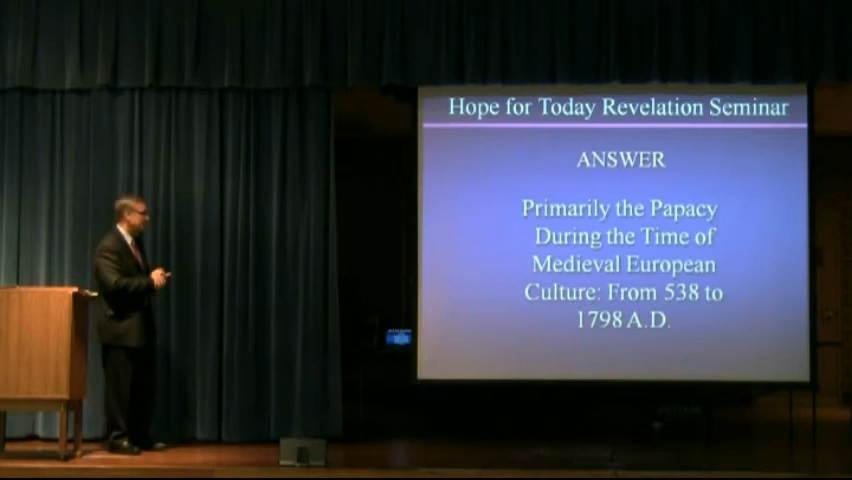 Hope for Today Revelation Seminar
ANSWER
Primarily the Papacy
During the Time of
Medieval European
Culture: From 538 to
1798 A.D.